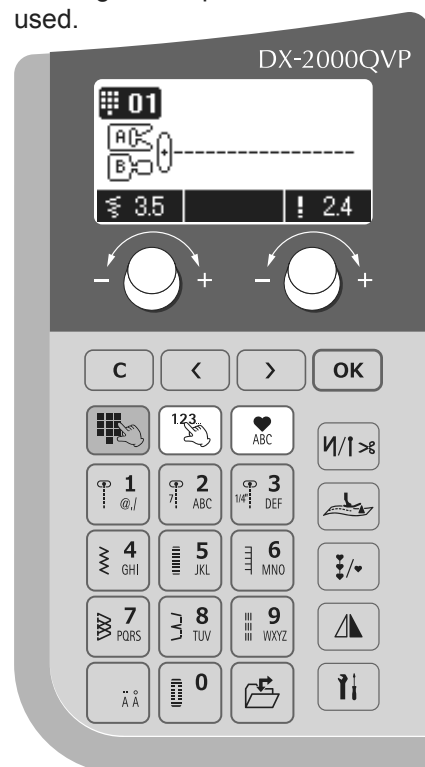 used.
DX-2000QVP
01
A
B
3.5 2.4
- + - +
C < > OK
123
ABC
1 @,/
7 2 ABC
1/4" 3 DEF
4 GHI
5 JKL
6 MNO
7 PQRS
8 TUV
9 WXYZ
Ä Å
0